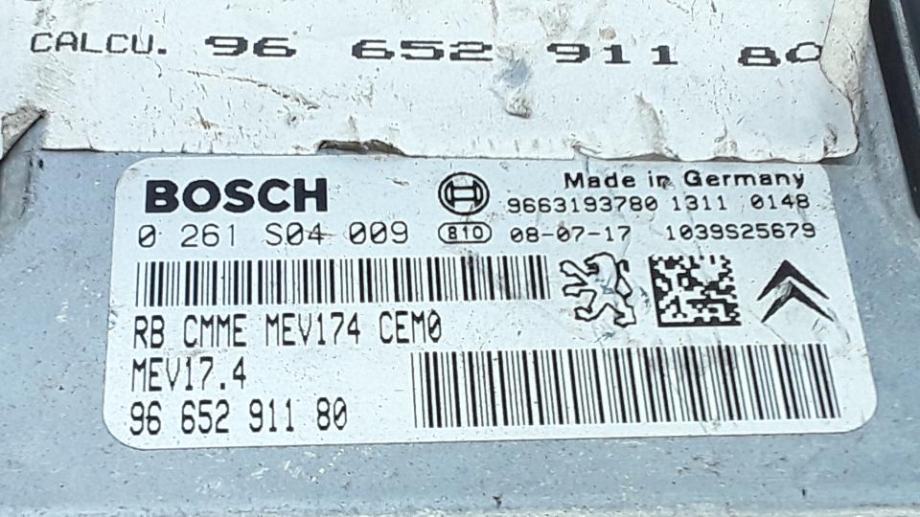 CALCU. 96 652 911 80
BOSCH
Made in Germany
9663193780 1311 0148
0 261 S04 009
810 08-07-17 1039S25679
RB CMME MEV174 CEM0
MEV17.4
96 652 911 80